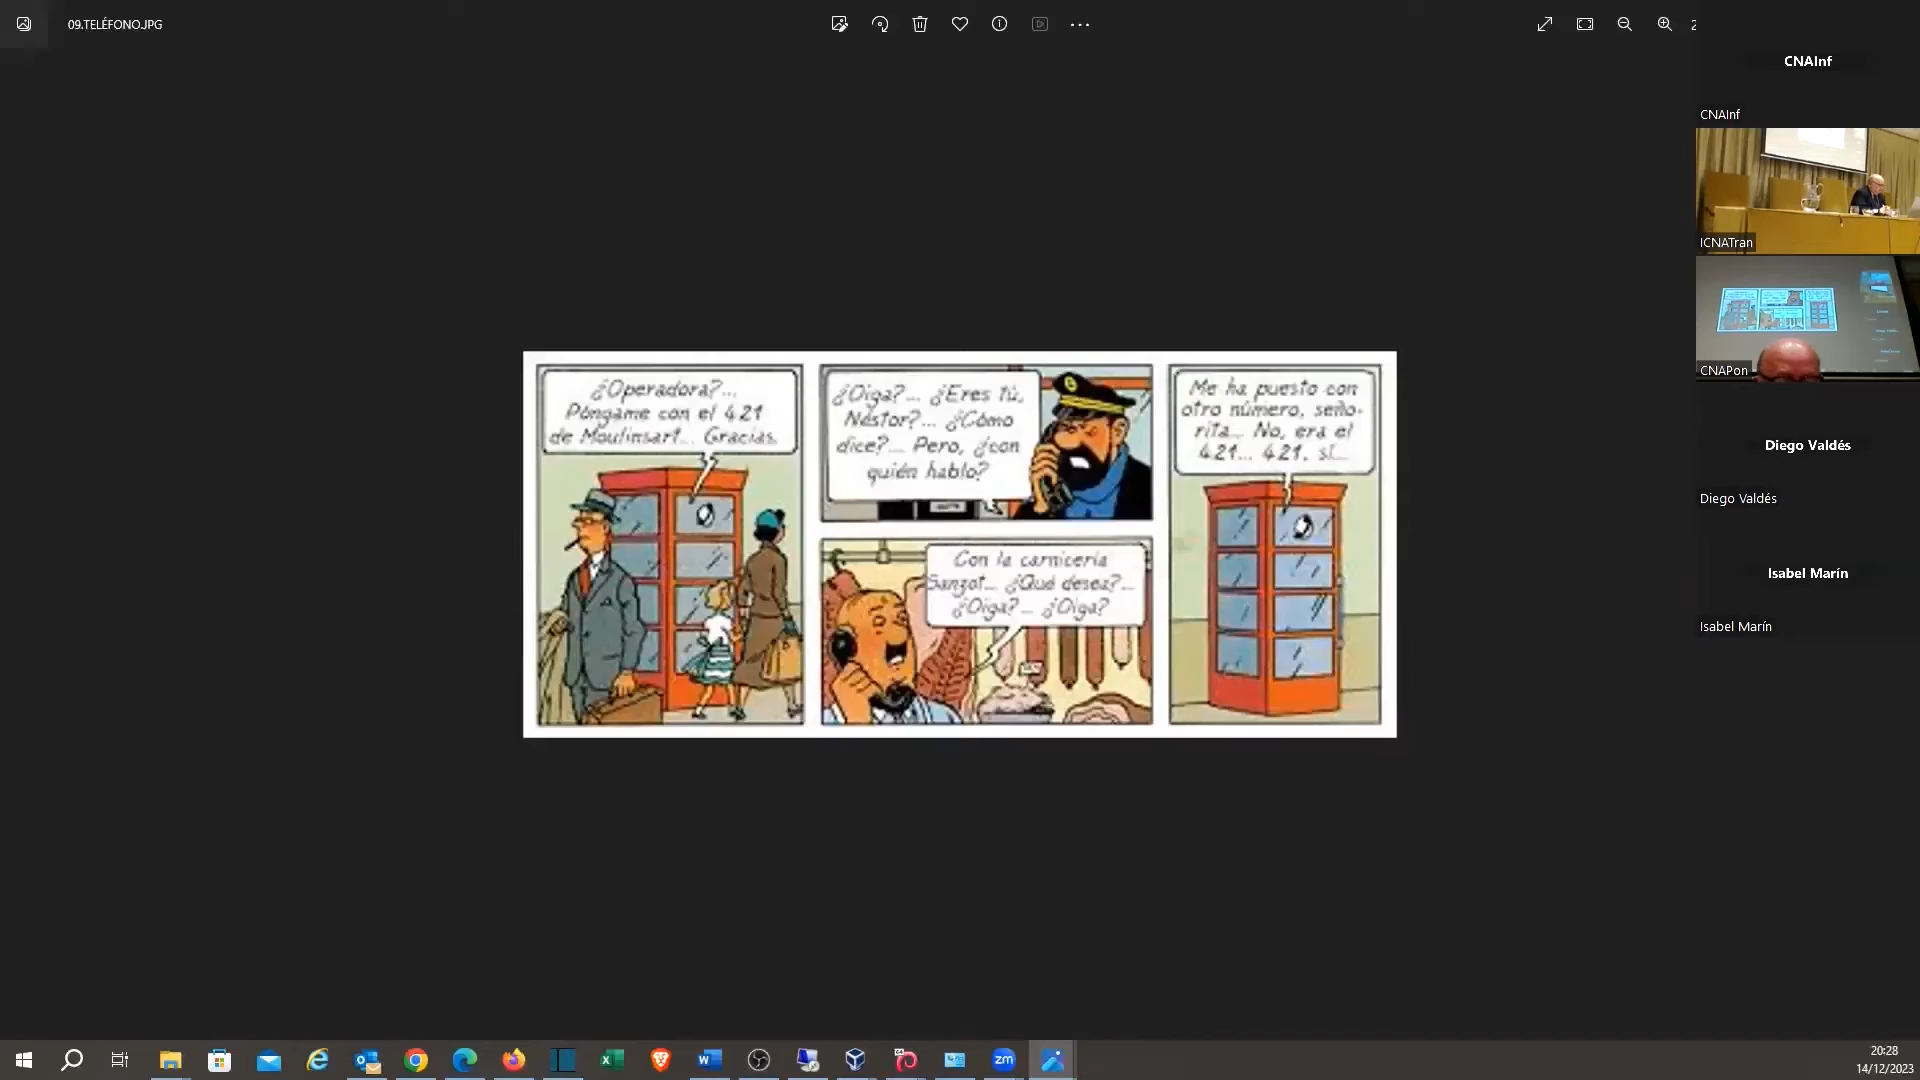 09.TELÉFONO.JPG
2
CNAInf
CNAInf
ICNATran
CNAPon
Diego Valdés
Diego Valdés
Isabel Marín
Isabel Marín
¿Operadora?...
Póngame con el 421
de Moulinsart... Gracias.
¿Oiga?... ¿Eres tú,
Néstor?... ¿Cómo
dice?... Pero, ¿con
quién hablo?
Con la carnicería
Sanzot... ¿Qué desea?...
¿Oiga?... ¿Oiga?
Me ha puesto con
otro número, seño-
rita... No, era el
421... 421, sí...
zm
20:28
14/12/2023